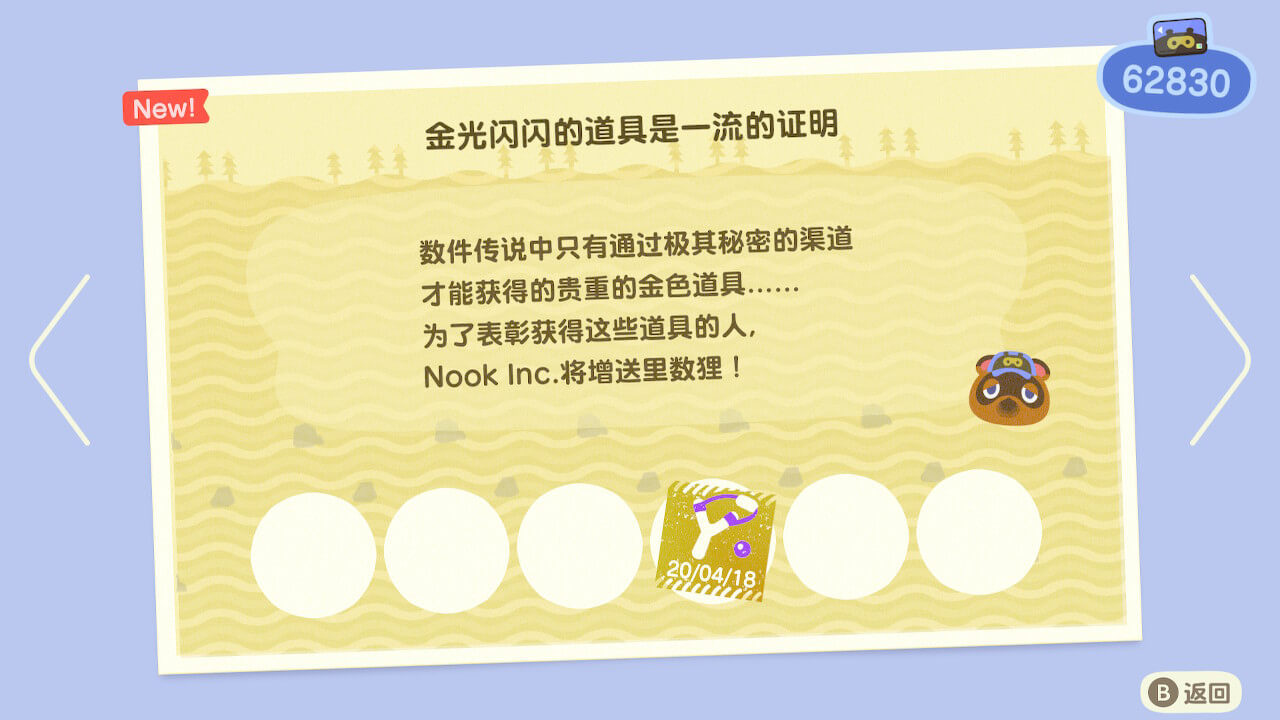 62830
New!
金光闪闪的道具是一流的证明
数件传说中只有通过极其秘密的渠道
才能获得的贵重的金色道具……
为了表彰获得这些道具的人,
Nook Inc.将增送里数狸！
20/04/18
B 返回